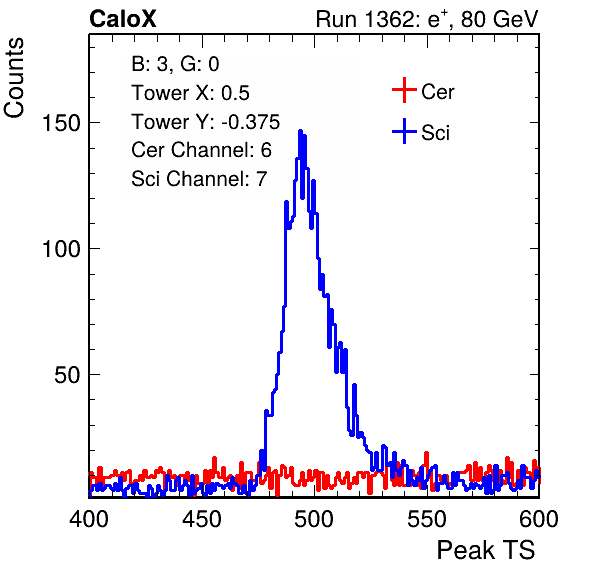 CaloX Run 1362: e⁺, 80 GeV
Counts
B: 3, G: 0
Tower X: 0.5
Tower Y: -0.375
Cer Channel: 6
Sci Channel: 7
Cer
Sci
150
100
50
400 450 500 550 600
Peak TS